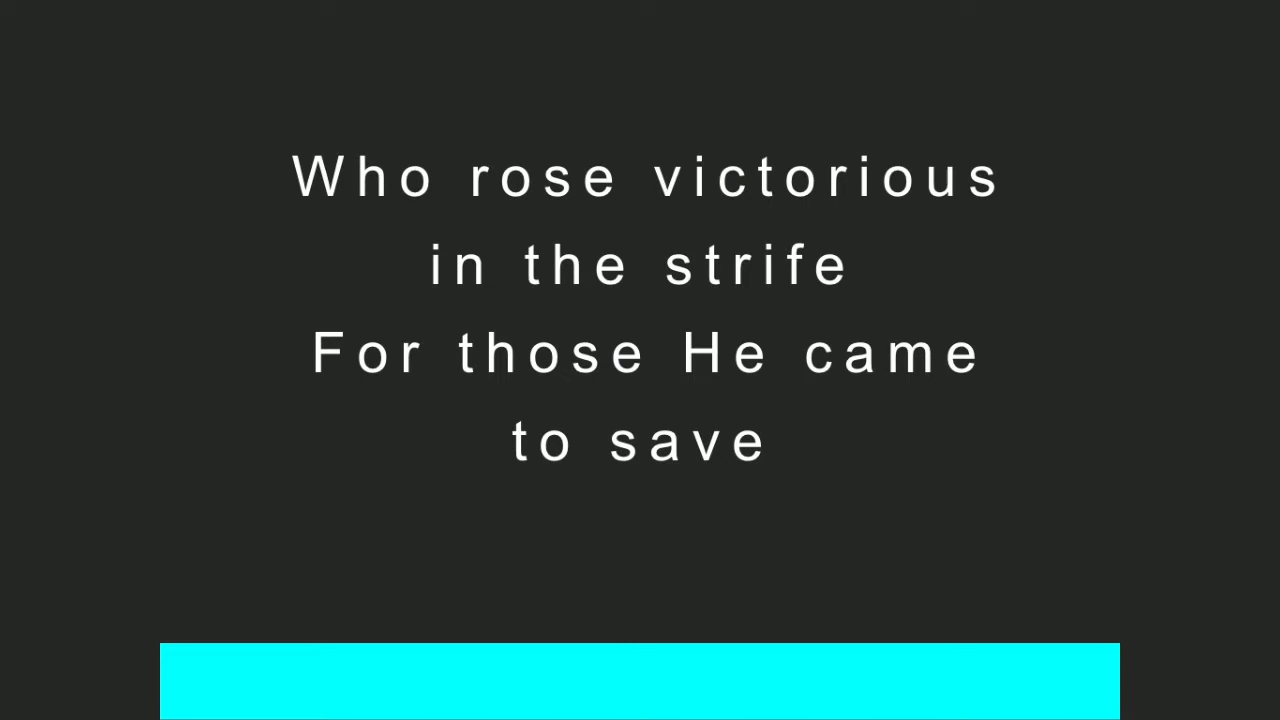 Who rose victorious
in the strife
For those He came
to save